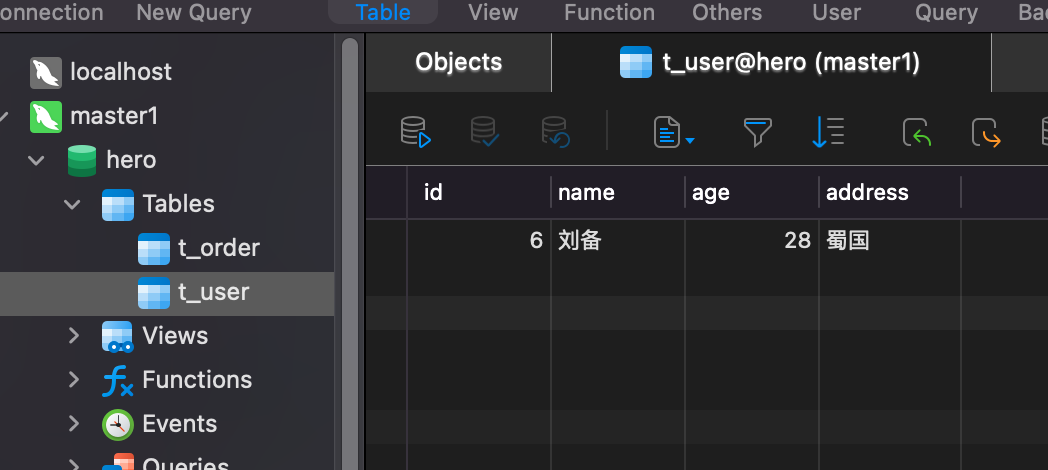 onnection New Query Table View Function Others User Query Ba
localhost
master1
hero
Tables
t_order
t_user
Views
Functions
Events
Queries
Objects t_user@hero (master1)
id name age address
6 刘备 28 蜀国